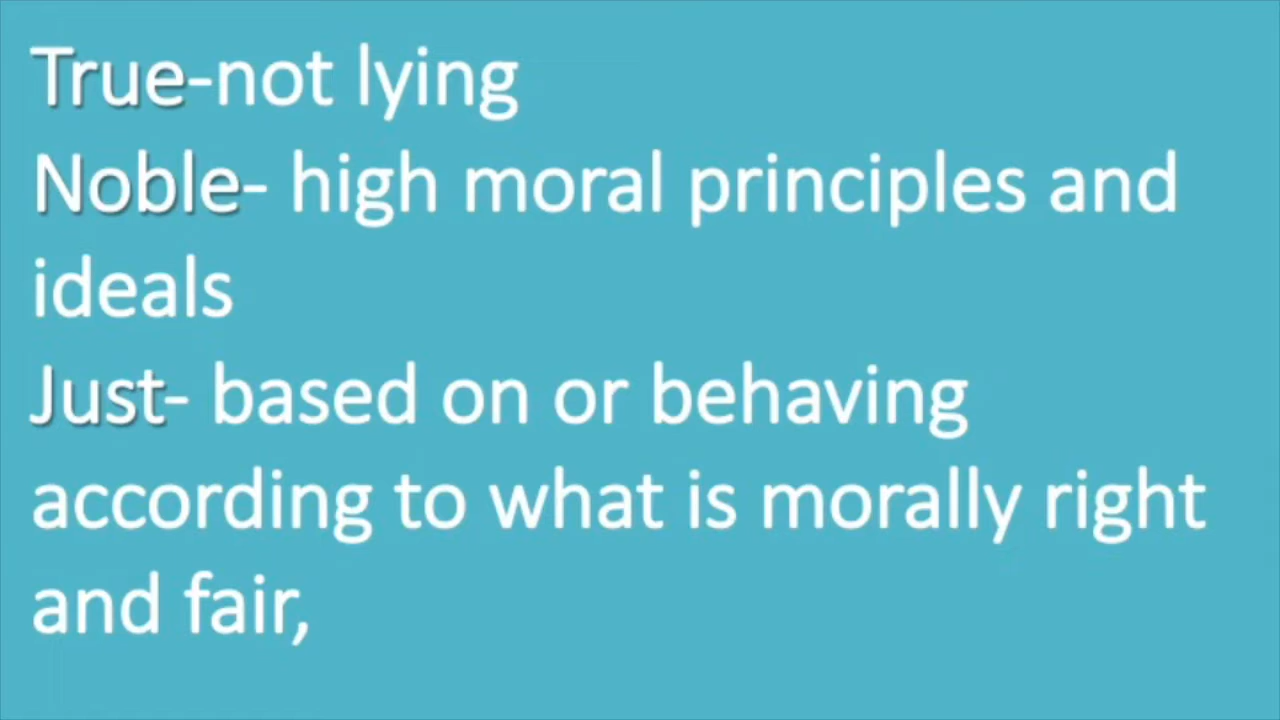 True-not lying
Noble- high moral principles and
ideals
Just- based on or behaving
according to what is morally right
and fair,